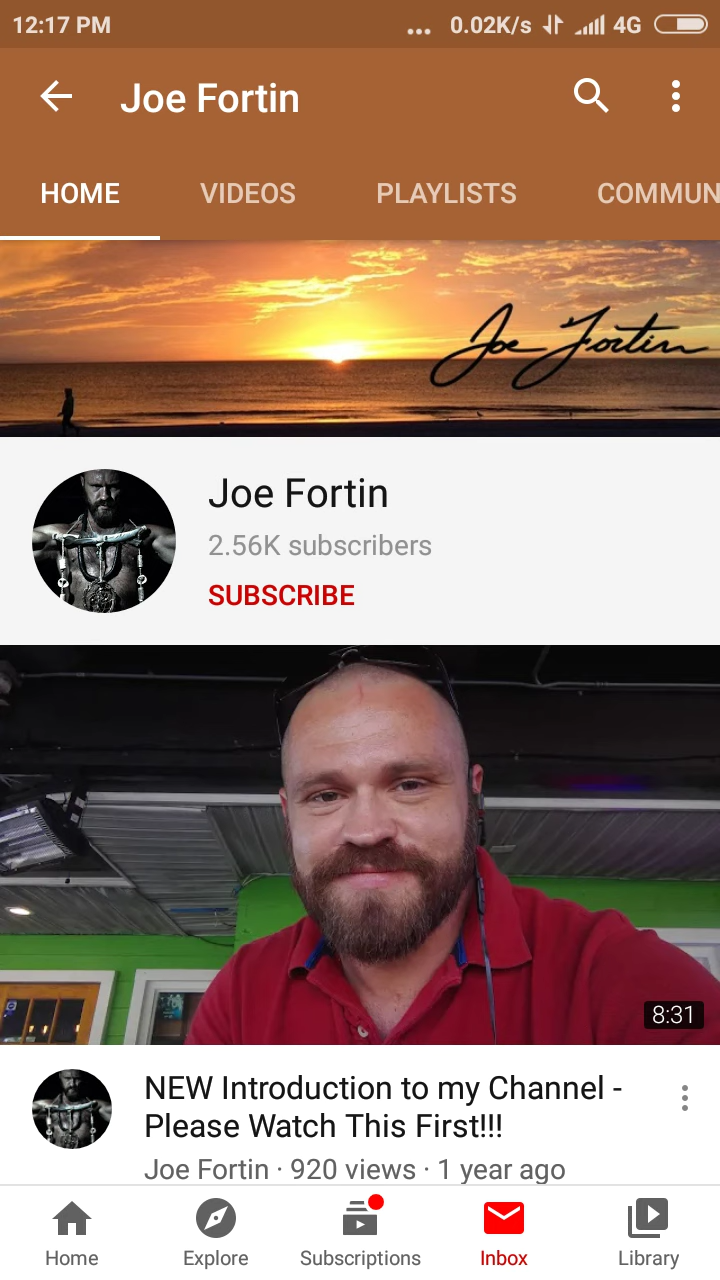 12:17 PM
... 0.02K/s 4G
Joe Fortin
HOME VIDEOS PLAYLISTS COMMUN
Joe Fortin
Joe Fortin
2.56K subscribers
SUBSCRIBE
8:31
NEW Introduction to my Channel -
Please Watch This First!!!
Joe Fortin · 920 views · 1 year ago
Home Explore Subscriptions Inbox Library